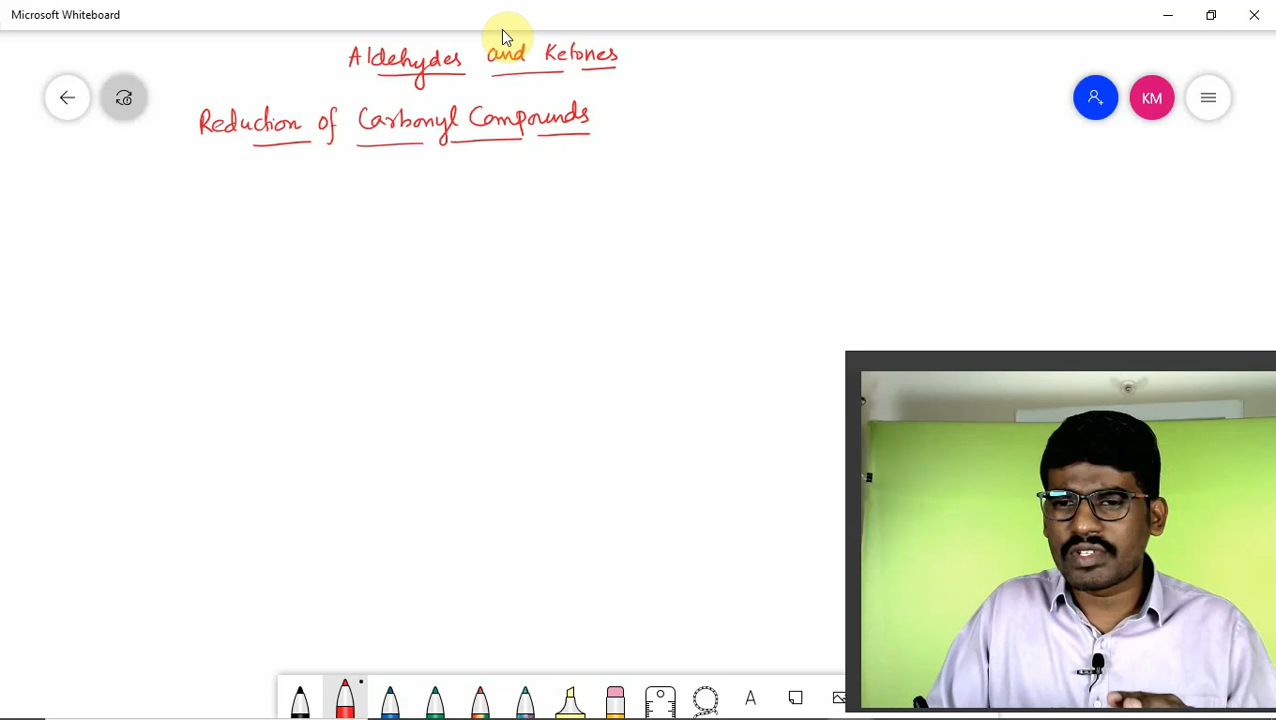 Microsoft Whiteboard
Aldehydes and Ketones
Reduction of Carbonyl Compounds
KM
A